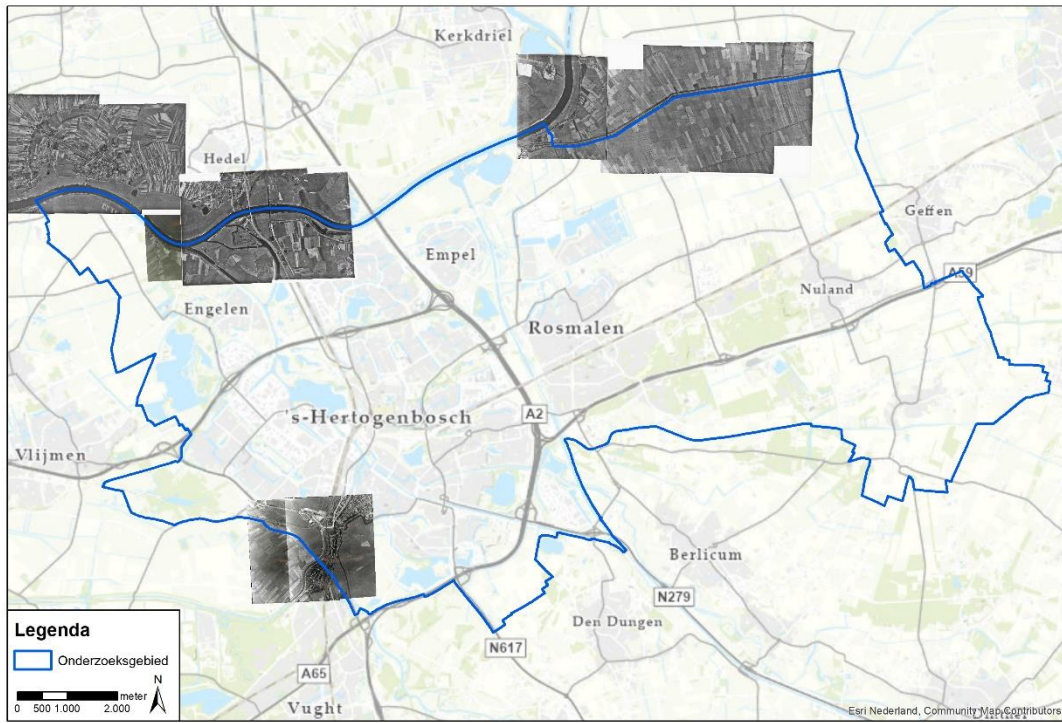 Kerkdriel
Hedel
Geffen
Empel
A59
Nuland
Engelen
Rosmalen
's-Hertogenbosch
A2
Vlijmen
Berlicum
N279
Den Dungen
N617
A65
Vught
Legenda
Onderzoeksgebied
meter
0 500 1.000 2.000
N
Esri Nederland, Community Map Contributors